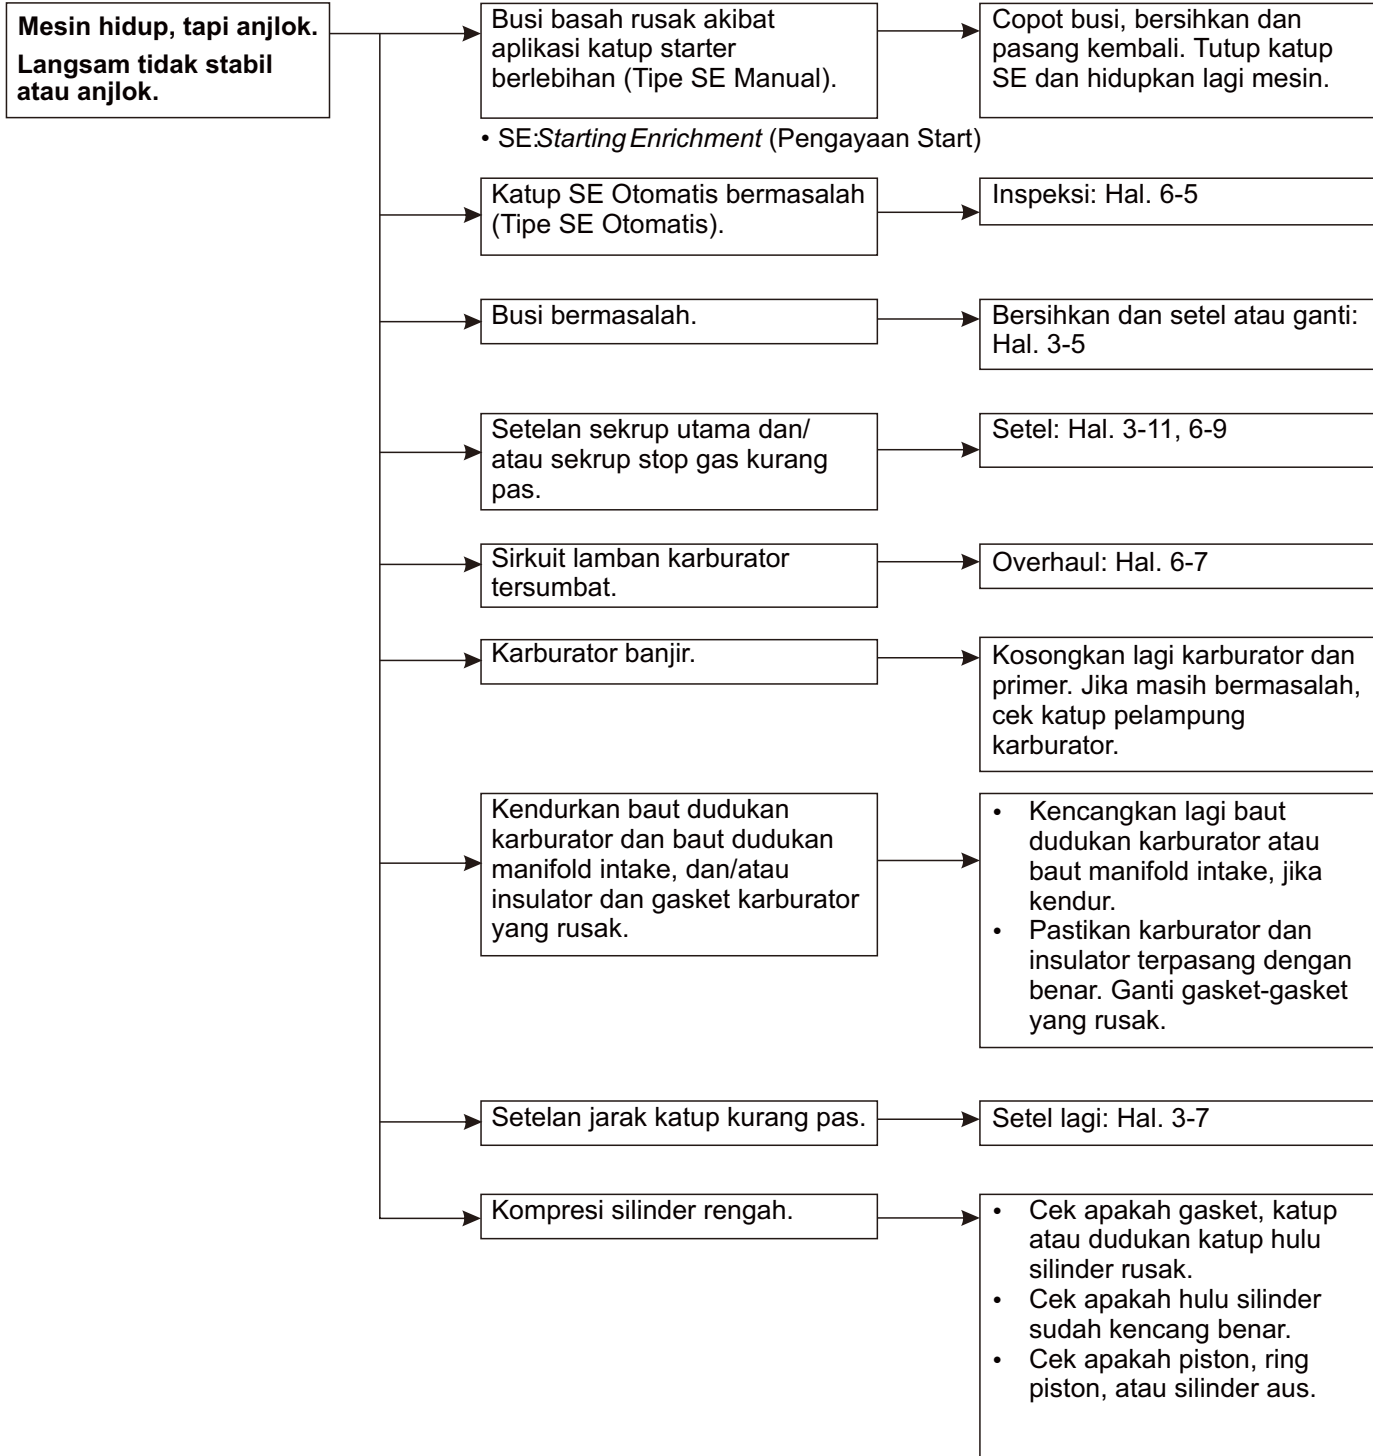 Mesin hidup, tapi anjlok.
Langsam tidak stabil
atau anjlok.
Busi basah rusak akibat
aplikasi katup starter
berlebihan (Tipe SE Manual).
Copot busi, bersihkan dan
pasang kembali. Tutup katup
SE dan hidupkan lagi mesin.
• SE:Starting Enrichment (Pengayaan Start)
Katup SE Otomatis bermasalah
(Tipe SE Otomatis).
Inspeksi: Hal. 6-5
Busi bermasalah.
Bersihkan dan setel atau ganti:
Hal. 3-5
Setelan sekrup utama dan/
atau sekrup stop gas kurang
pas.
Setel: Hal. 3-11, 6-9
Sirkuit lamban karburator
tersumbat.
Overhaul: Hal. 6-7
Karburator banjir.
Kosongkan lagi karburator dan
primer. Jika masih bermasalah,
cek katup pelampung
karburator.
Kendurkan baut dudukan
karburator dan baut dudukan
manifold intake, dan/atau
insulator dan gasket karburator
yang rusak.
• Kencangkan lagi baut
dudukan karburator atau
baut manifold intake, jika
kendur.
• Pastikan karburator dan
insulator terpasang dengan
benar. Ganti gasket-gasket
yang rusak.
Setelan jarak katup kurang pas.
Setel lagi: Hal. 3-7
Kompresi silinder rengah.
• Cek apakah gasket, katup
atau dudukan katup hulu
silinder rusak.
• Cek apakah hulu silinder
sudah kencang benar.
• Cek apakah piston, ring
piston, atau silinder aus.